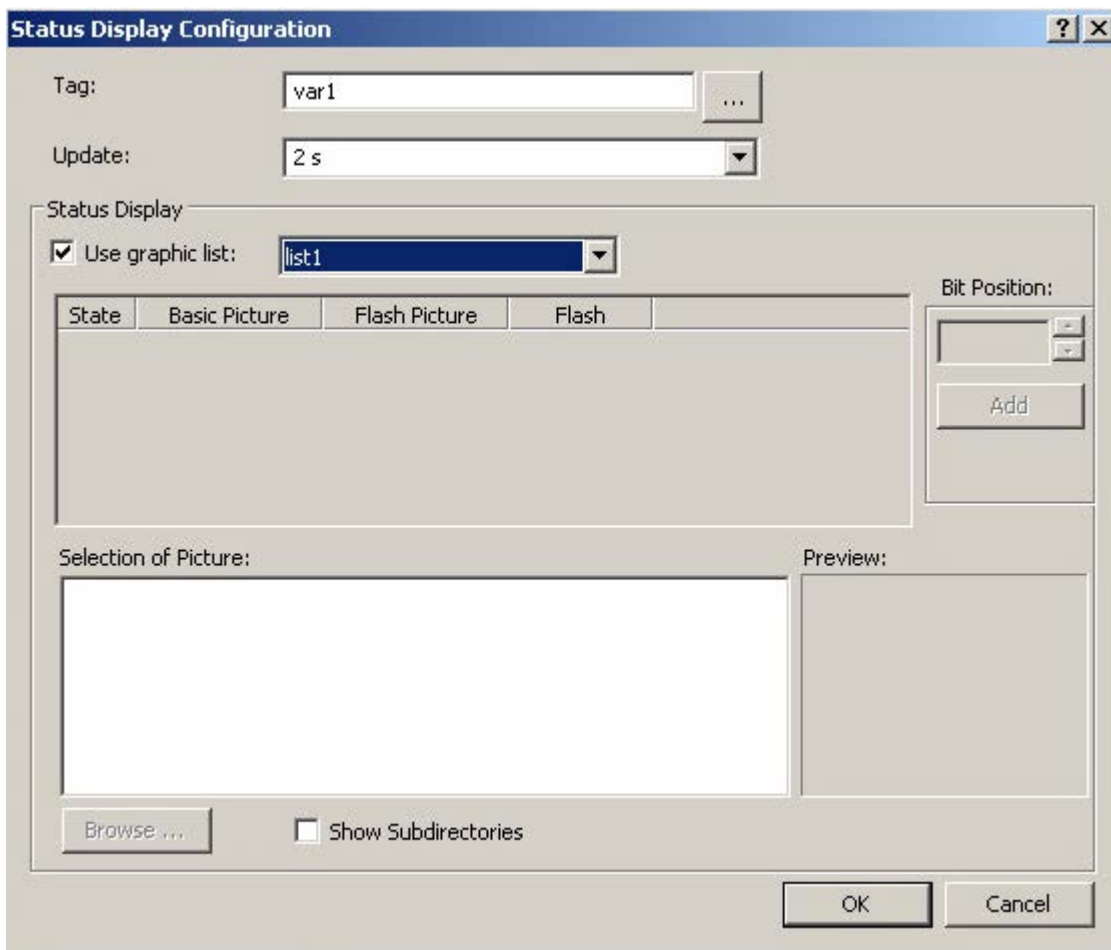 Status Display Configuration
Tag:
var1
...
Update:
2 s
Status Display
Use graphic list:
list1
Bit Position:
State Basic Picture Flash Picture Flash
Add
Selection of Picture:
Preview:
Browse ...
Show Subdirectories
OK
Cancel